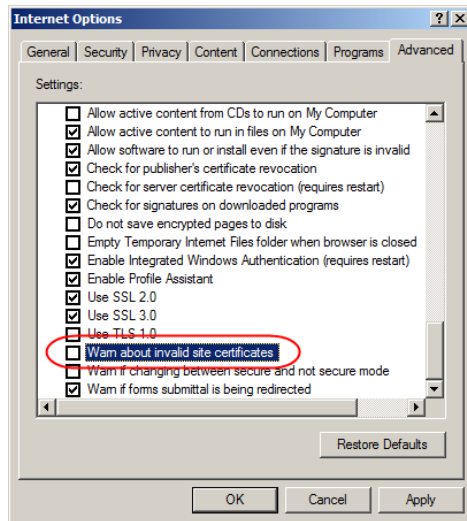 Internet Options
General Security Privacy Content Connections Programs Advanced
Settings:
Allow active content from CDs to run on My Computer
Allow active content to run in files on My Computer
Allow software to run or install even if the signature is invalid
Check for publisher's certificate revocation
Check for server certificate revocation (requires restart)
Check for signatures on downloaded programs
Do not save encrypted pages to disk
Empty Temporary Internet Files folder when browser is closed
Enable Integrated Windows Authentication (requires restart)
Enable Profile Assistant
Use SSL 2.0
Use SSL 3.0
Use TLS 1.0
Warn about invalid site certificates
Warn if changing between secure and not secure mode
Warn if forms submittal is being redirected
Restore Defaults
OK Cancel Apply